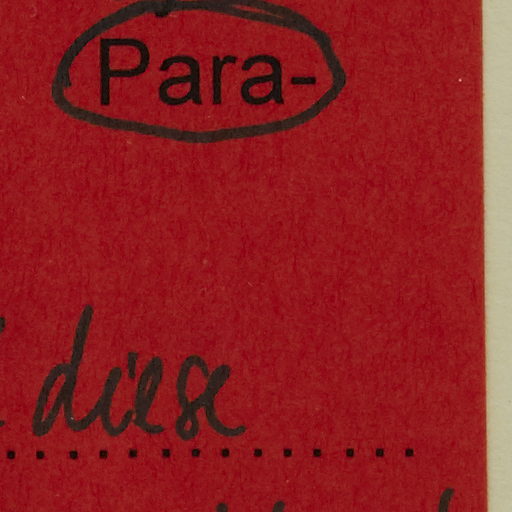 Para-
diese